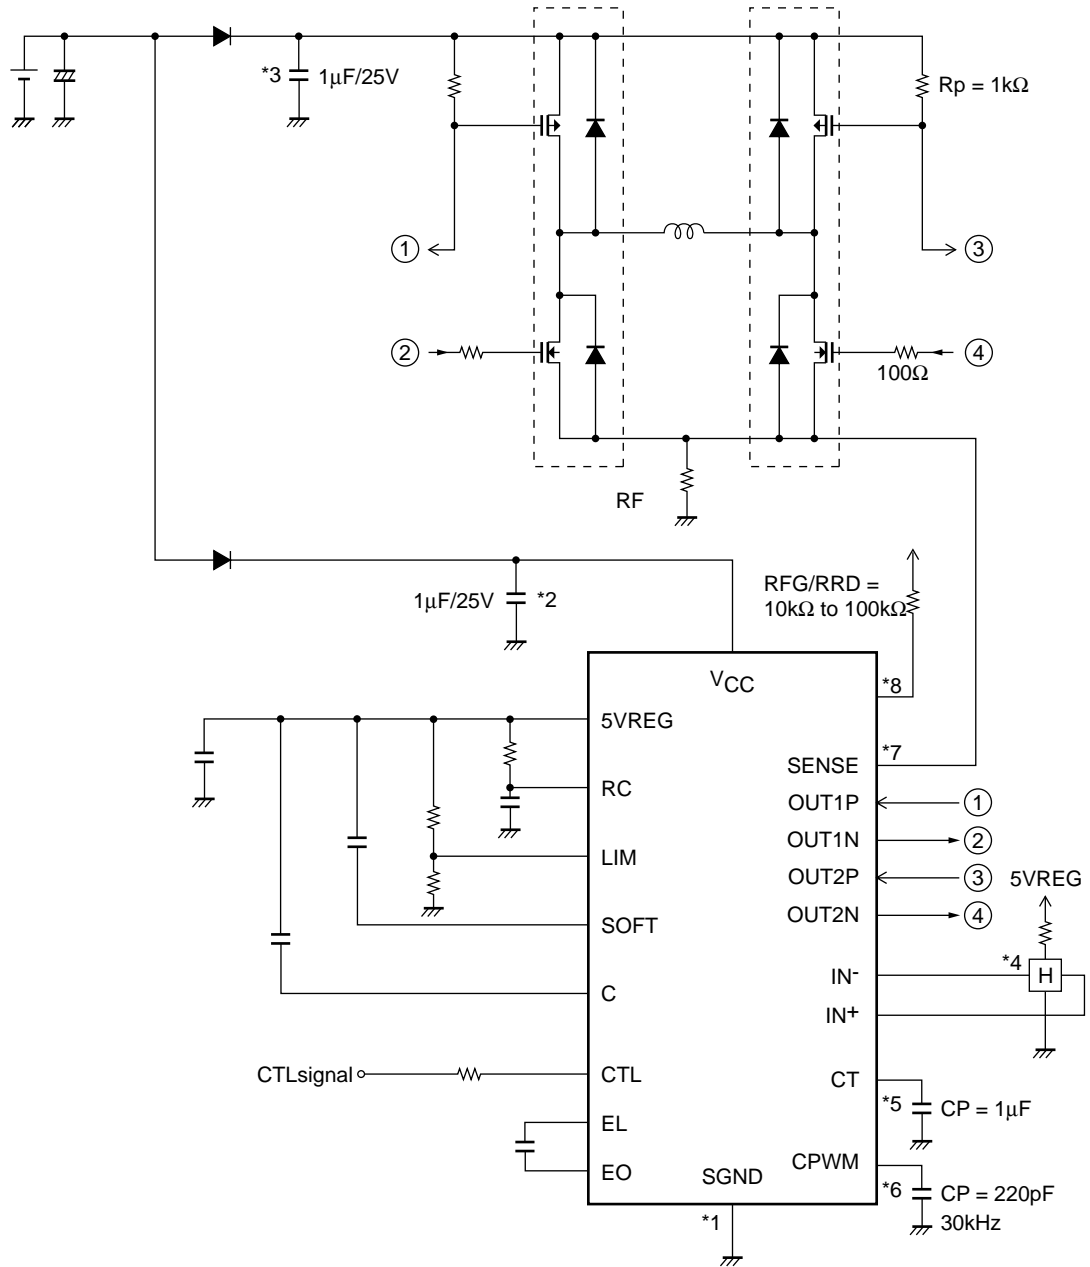 *3
1μF/25V
Rp = 1kΩ
1
3
2
4
100Ω
RF
1μF/25V
*2
RFG/RRD =
10kΩ to 100kΩ
VCC
*8
5VREG
*7
SENSE
RC
OUT1P
1
OUT1N
2
LIM
OUT2P
3
5VREG
OUT2N
4
SOFT
*4
H
IN-
C
IN+
CTLsignal
CTL
CT
*5
CP = 1μF
EL
CPWM
EO
SGND
*6
CP = 220pF
30kHz
*1